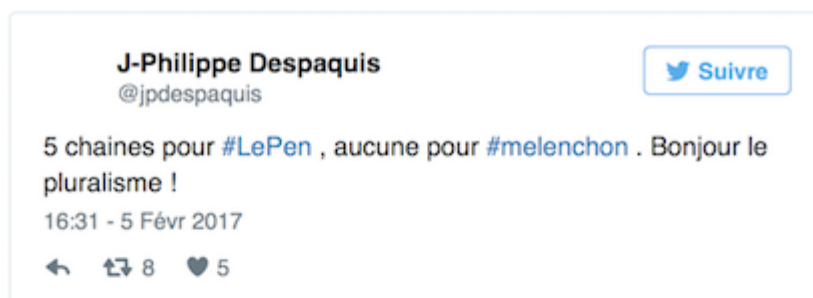 J-Philippe Despaquis
@jpdespaquis
Suivre
5 chaines pour #LePen , aucune pour #melenchon . Bonjour le
pluralisme !
16:31 - 5 Févr 2017
8 5